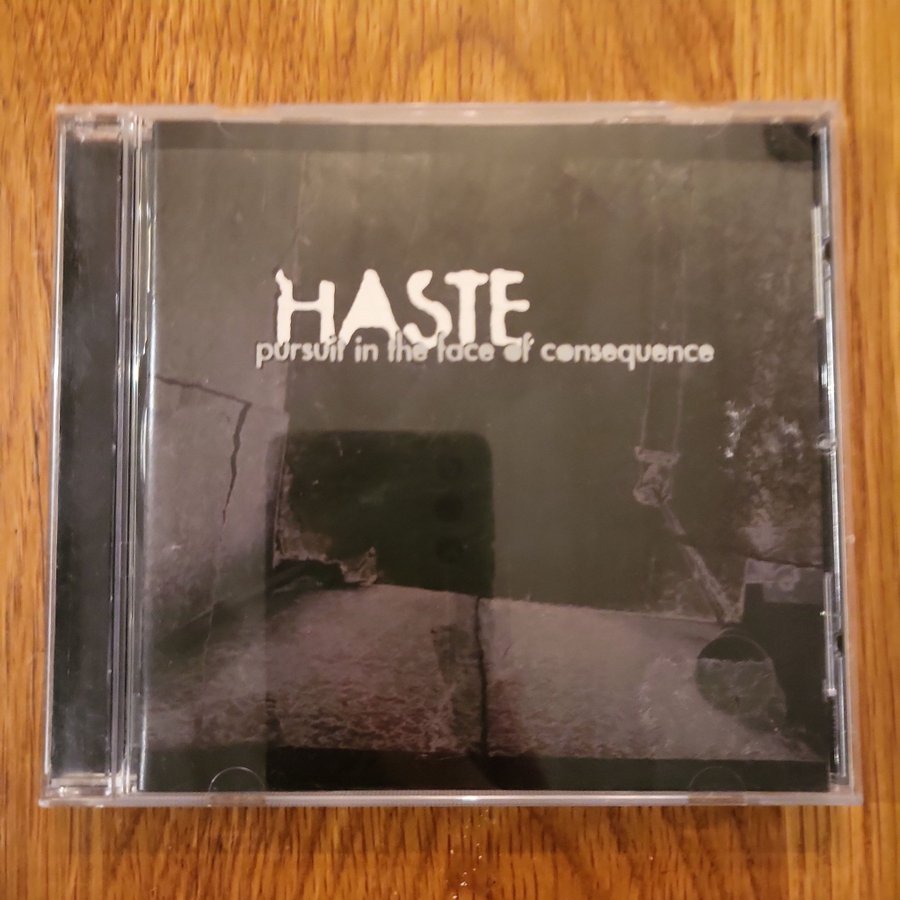 HASTE
pursuit in the face of consequence